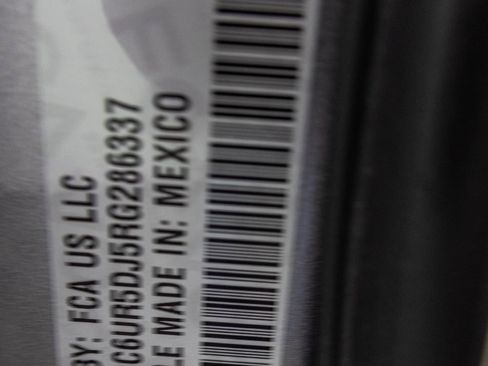 BY: FCA US LLC
C6UR5DJ5RG286337
LE MADE IN: MEXICO